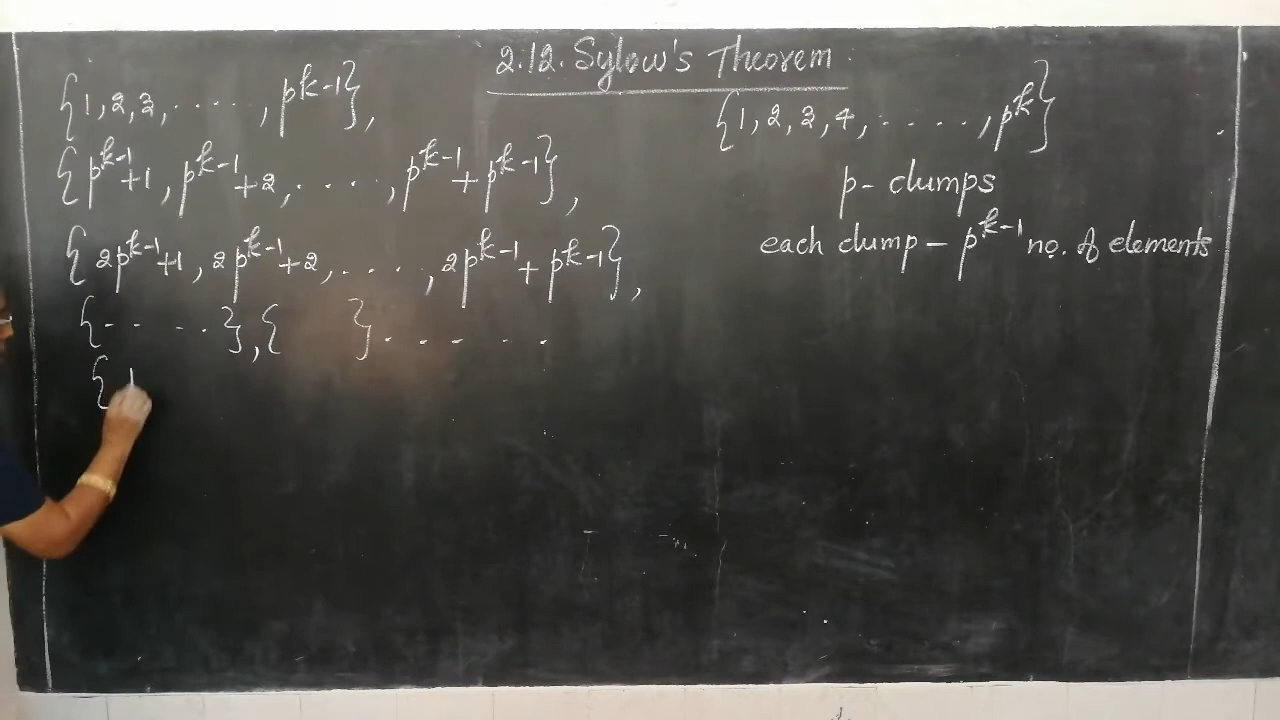 2.12. Sylow's Theorem
{1, 2, 3, ....., p^{k-1}},
{p^{k-1}+1, p^{k-1}+2, ...., p^{k-1}+p^{k-1}},
{2p^{k-1}+1, 2p^{k-1}+2, ...., 2p^{k-1}+p^{k-1}},
{.. ...}, { } ......
{
{1, 2, 3, 4, ....., p^k}
p-clumps
each clump - p^{k-1} no. of elements